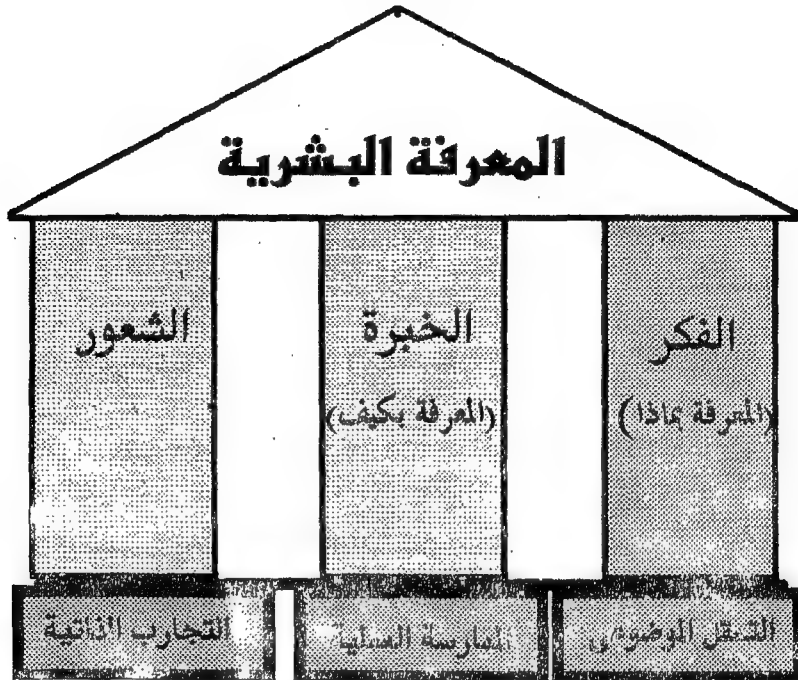 المعرفة البشرية
الفكر
(المعرفة بماذا)
الخبرة
(المعرفة بكيف)
الشعور
التعقل الموضوعي
الممارسة العملية
التجارب الذاتية